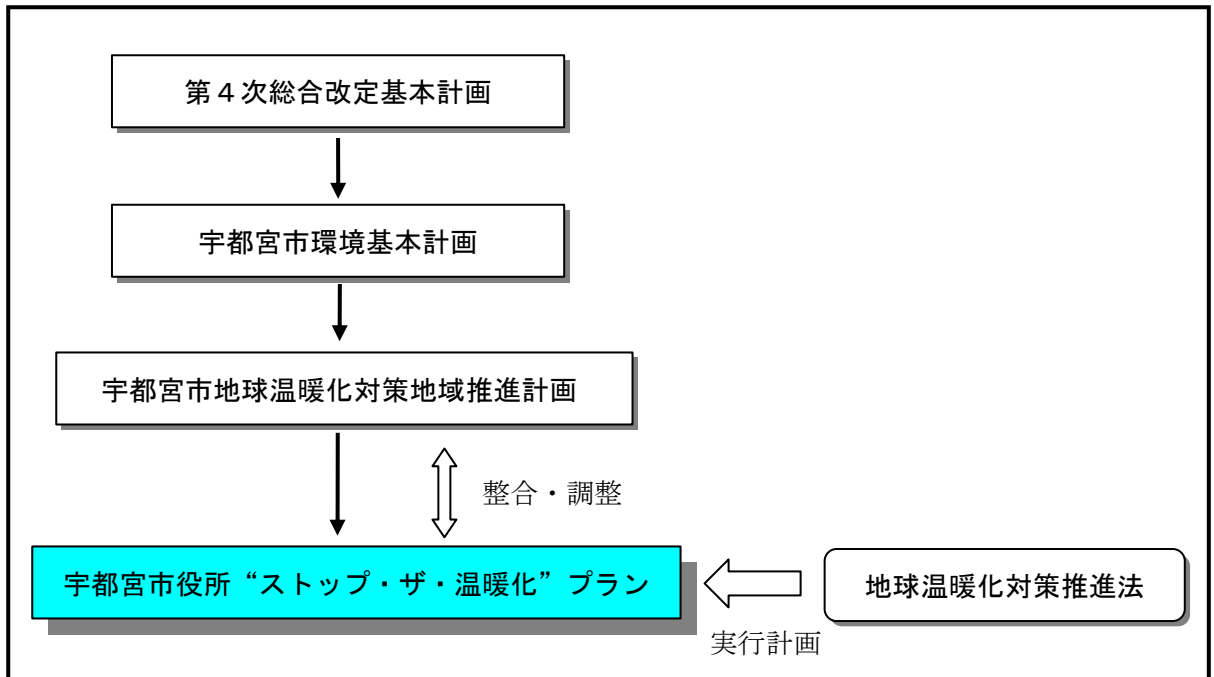 第４次総合改定基本計画
宇都宮市環境基本計画
宇都宮市地球温暖化対策地域推進計画
整合・調整
宇都宮市役所“ストップ・ザ・温暖化”プラン
地球温暖化対策推進法
実行計画